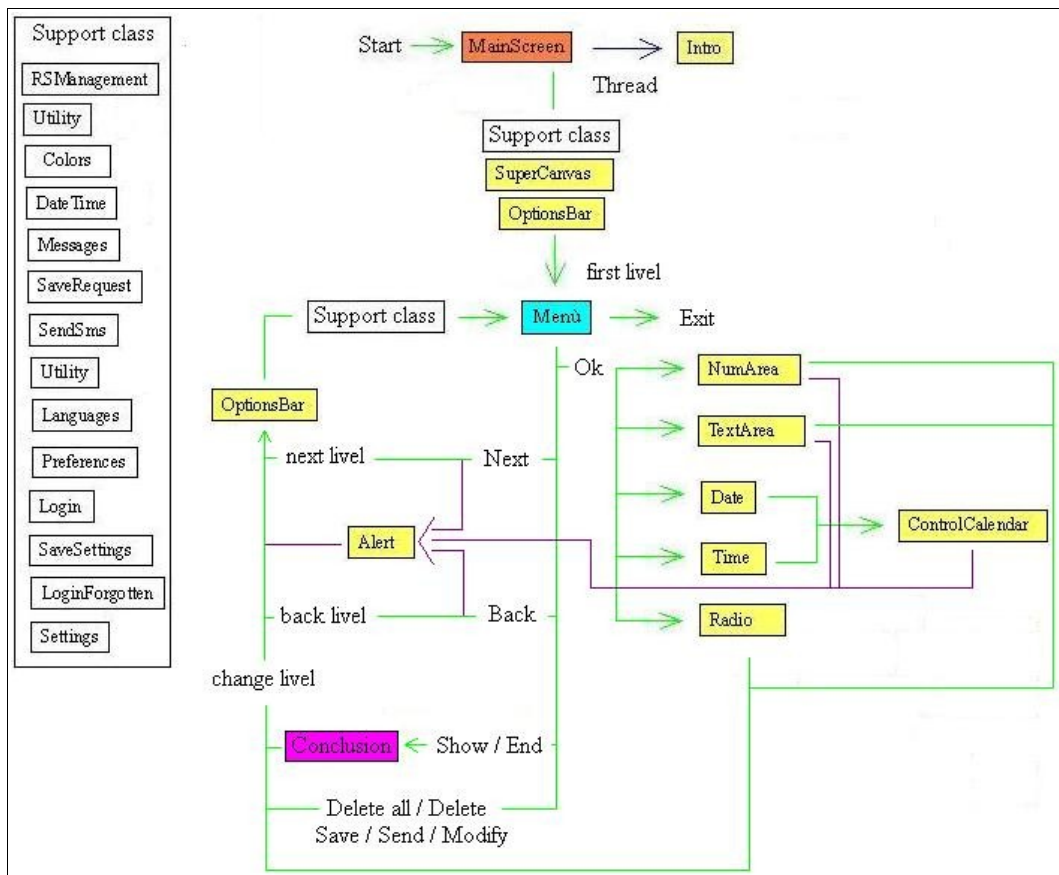 Support class
RSManagement
Utility
Colors
DateTime
Messages
SaveRequest
SendSms
Utility
Languages
Preferences
Login
SaveSettings
LoginForgotten
Settings
Start
MainScreen
Intro
Thread
Support class
SuperCanvas
OptionsBar
first livel
Support class
Menù
Exit
Ok
NumArea
OptionsBar
TextArea
next livel
Next
Date
ControlCalendar
Alert
Time
back livel
Back
Radio
change livel
Conclusion
Show / End
Delete all / Delete
Save / Send / Modify